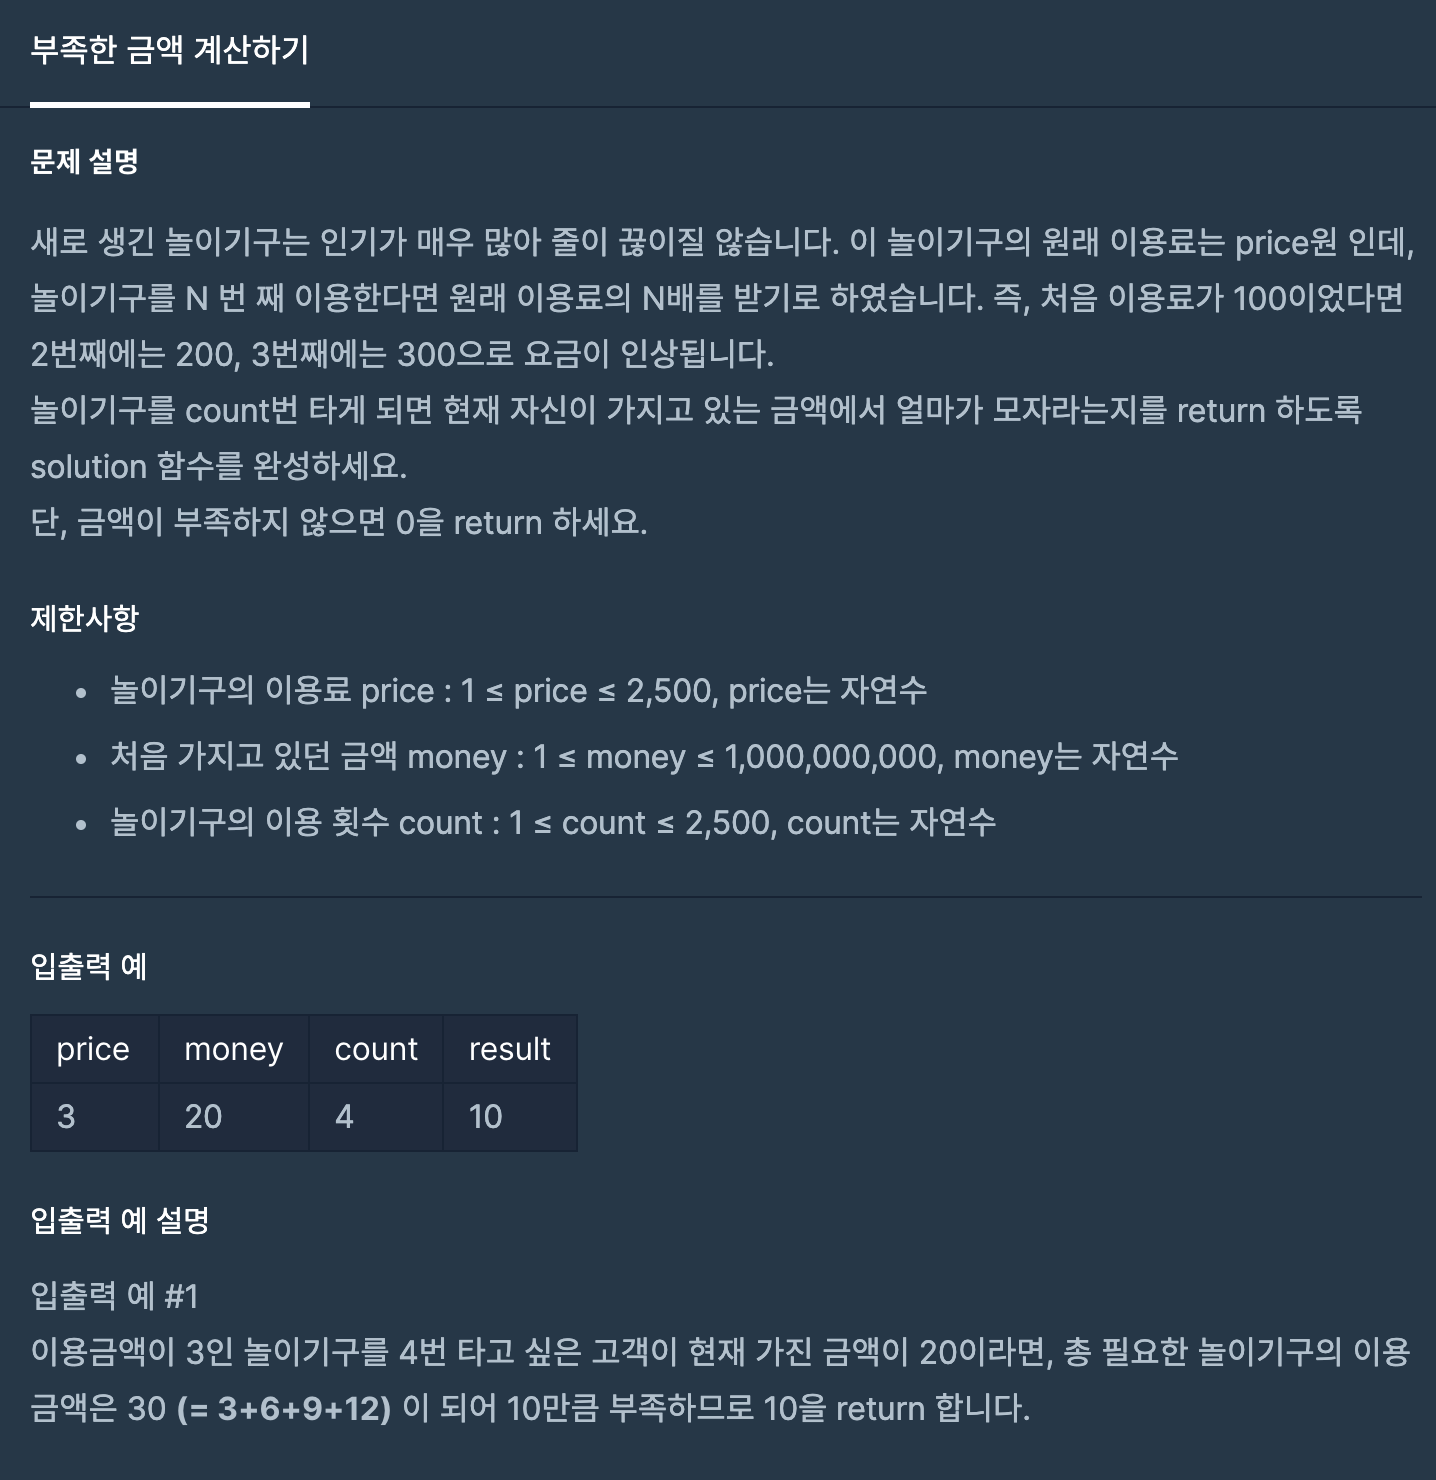 부족한 금액 계산하기
문제 설명
새로 생긴 놀이기구는 인기가 매우 많아 줄이 끊이질 않습니다. 이 놀이기구의 원래 이용료는 price원 인데,
놀이기구를 N 번 째 이용한다면 원래 이용료의 N배를 받기로 하였습니다. 즉, 처음 이용료가 100이었다면
2번째에는 200, 3번째에는 300으로 요금이 인상됩니다.
놀이기구를 count번 타게 되면 현재 자신이 가지고 있는 금액에서 얼마가 모자라는지를 return 하도록
solution 함수를 완성하세요.
단, 금액이 부족하지 않으면 0을 return 하세요.
제한사항
• 놀이기구의 이용료 price : 1 ≤ price ≤ 2,500, price는 자연수
• 처음 가지고 있던 금액 money : 1 ≤ money ≤ 1,000,000,000, money는 자연수
• 놀이기구의 이용 횟수 count : 1 ≤ count ≤ 2,500, count는 자연수
입출력 예
price money count result
3 20 4 10
입출력 예 설명
입출력 예 #1
이용금액이 3인 놀이기구를 4번 타고 싶은 고객이 현재 가진 금액이 20이라면, 총 필요한 놀이기구의 이용
금액은 30 (= 3+6+9+12) 이 되어 10만큼 부족하므로 10을 return 합니다.